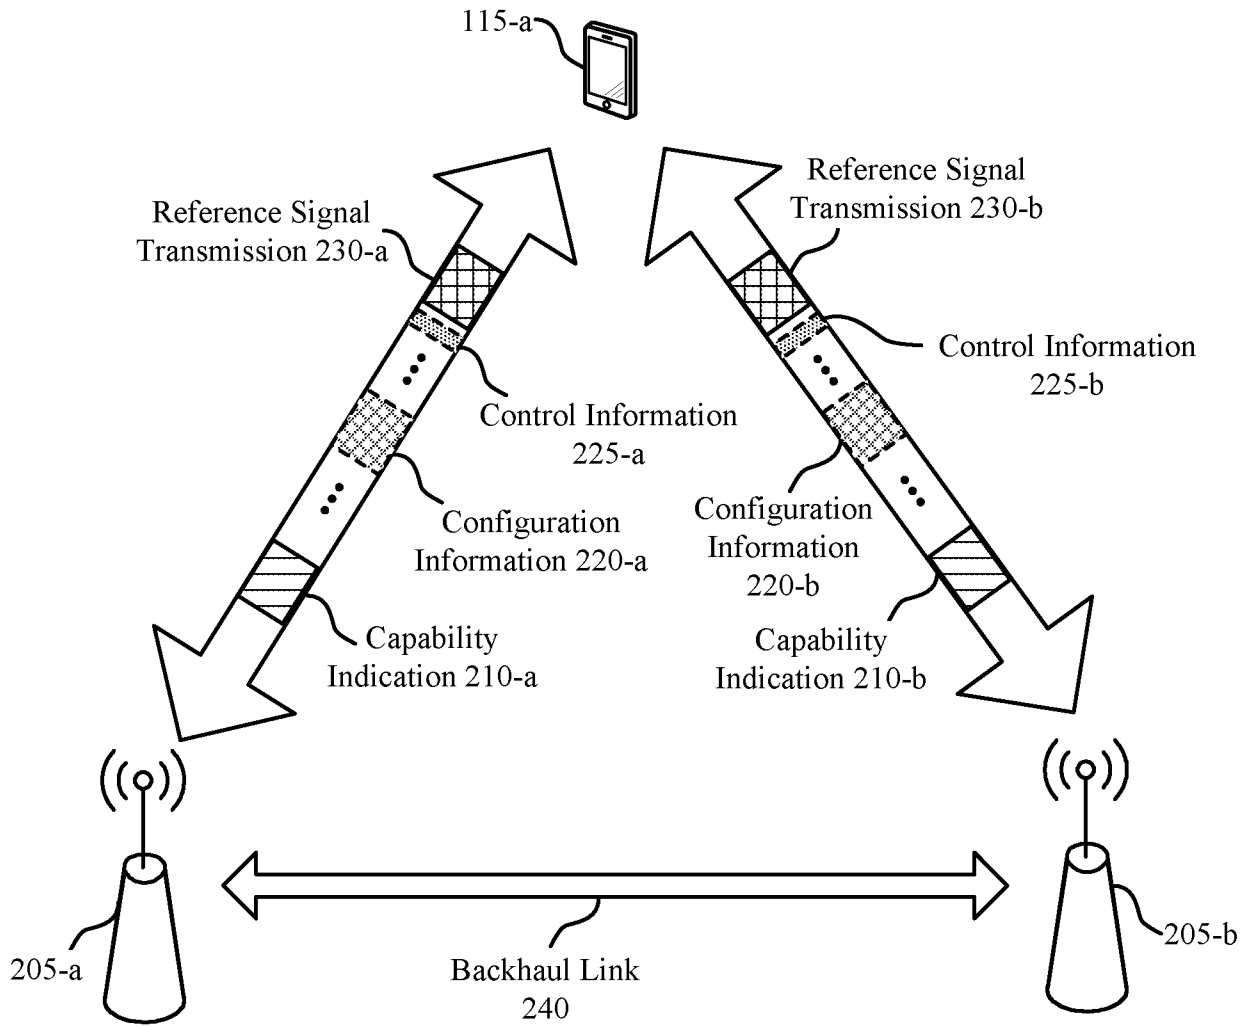 115-a
Reference Signal
Transmission 230-a
Reference Signal
Transmission 230-b
Control Information
225-a
Control Information
225-b
Configuration
Information 220-a
Configuration
Information
220-b
Capability
Indication 210-a
Capability
Indication 210-b
205-a
205-b
Backhaul Link
240